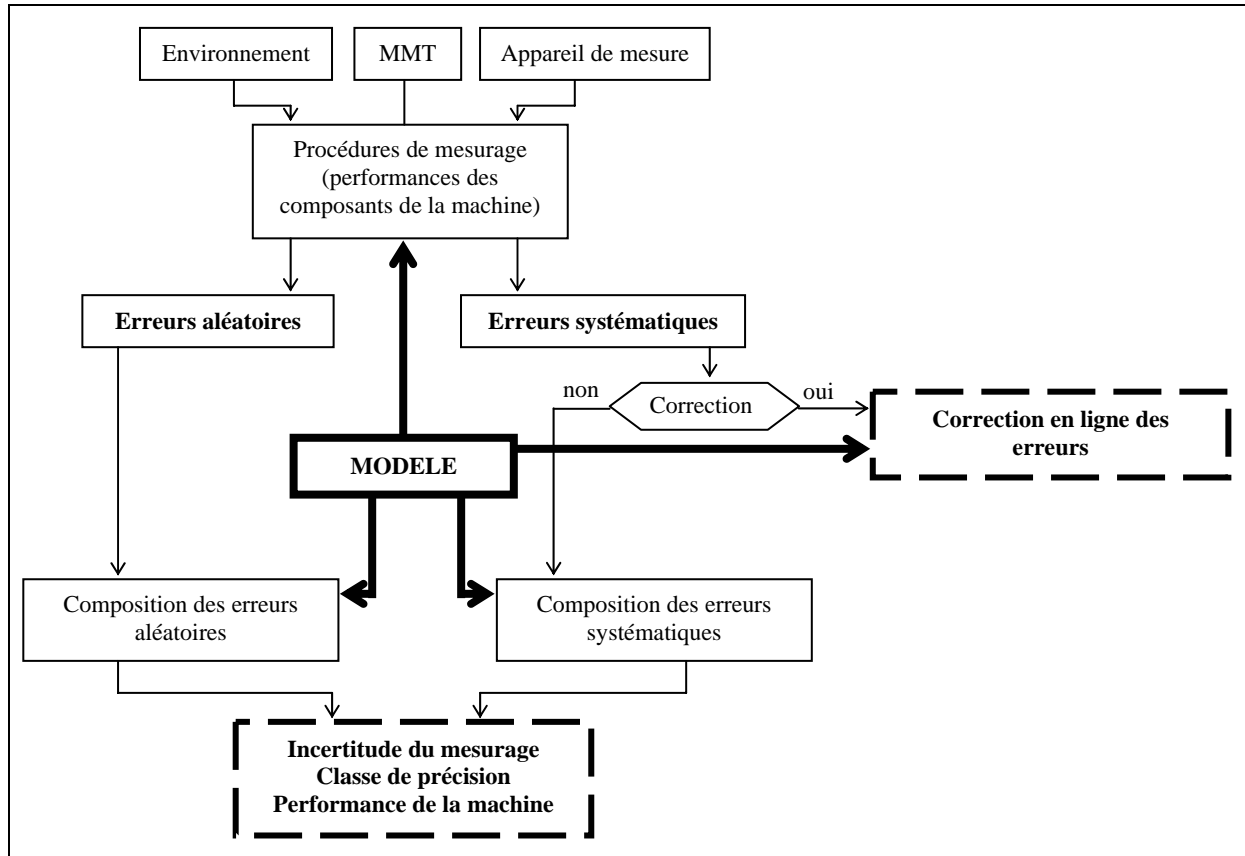 Environnement
MMT
Appareil de mesure
Procédures de mesurage
(performances des
composants de la machine)
Erreurs aléatoires
Erreurs systématiques
non
Correction
oui
Correction en ligne des
erreurs
MODELE
Composition des erreurs
aléatoires
Composition des erreurs
systématiques
Incertitude du mesurage
Classe de précision
Performance de la machine